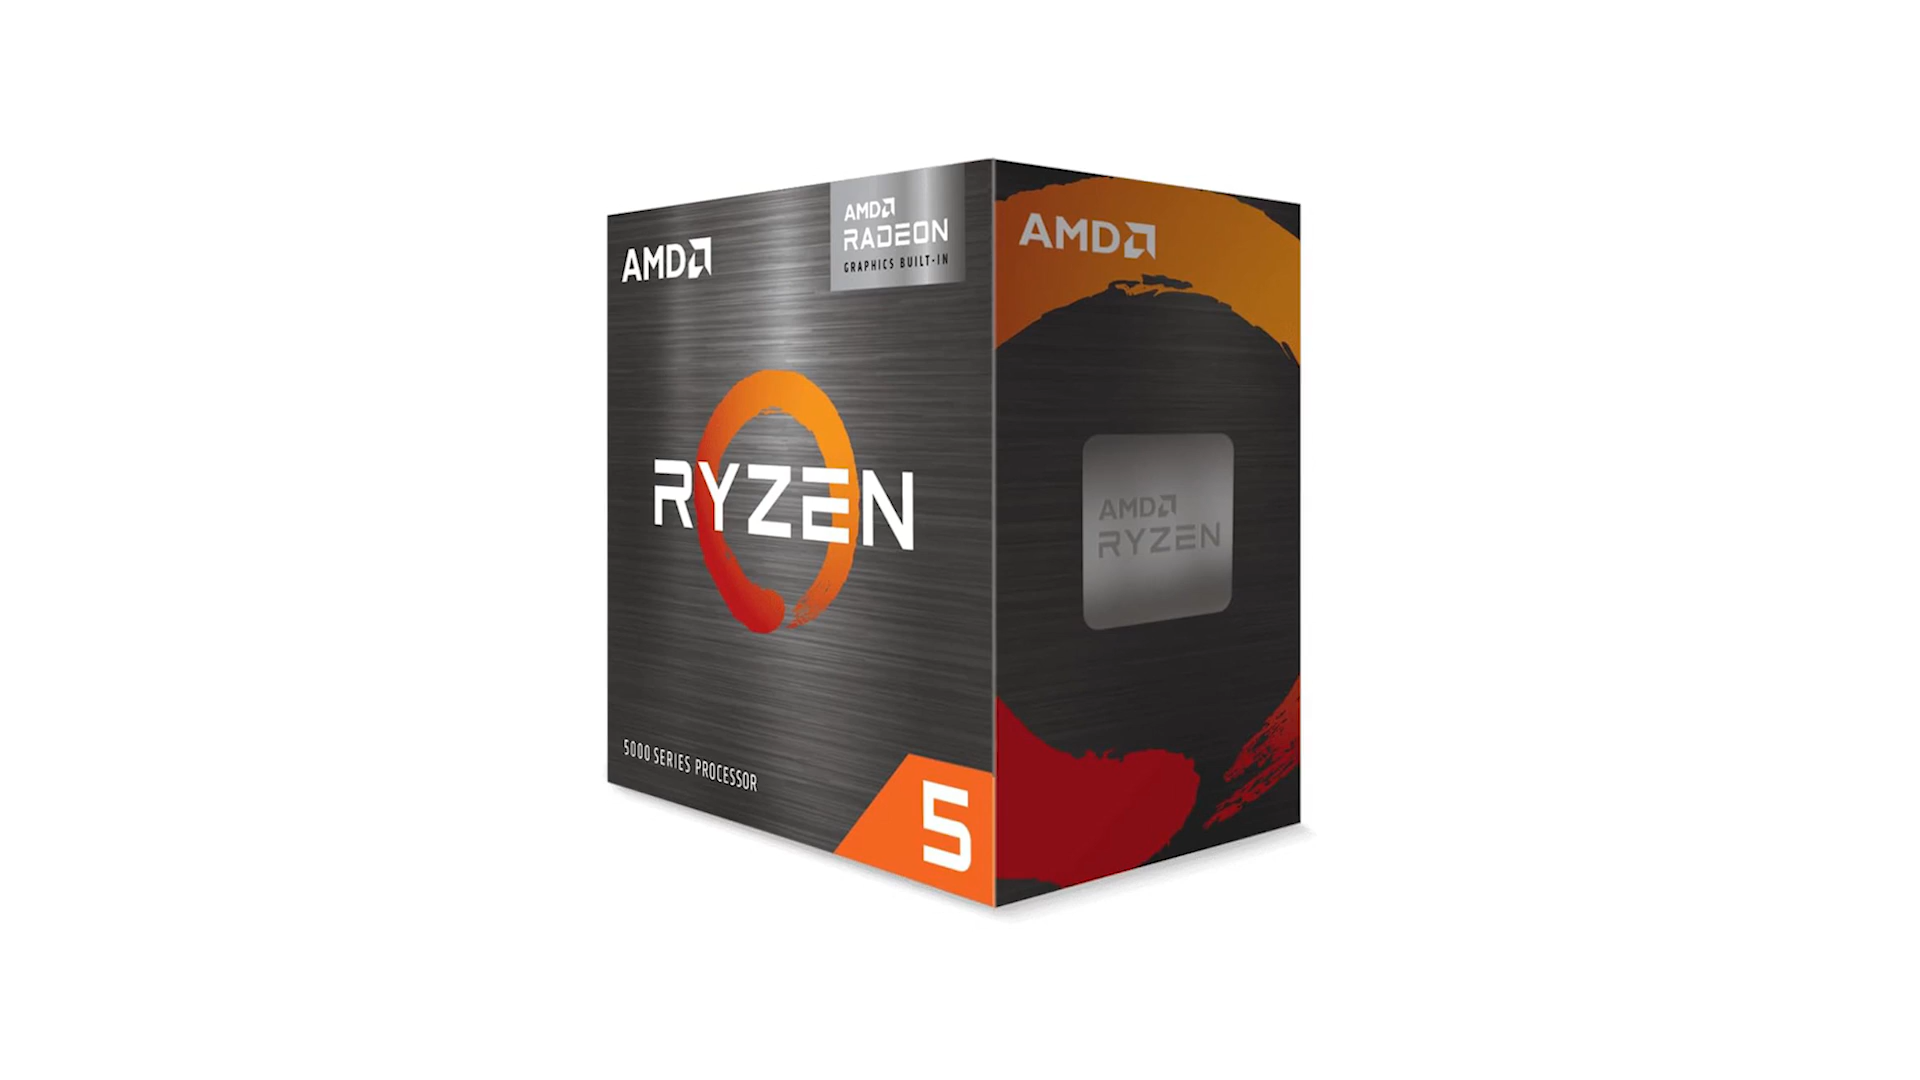 AMD
AMD
RADEON
GRAPHICS BUILT-IN
RYZEN
5000 SERIES PROCESSOR
5
AMD
AMD
RYZEN